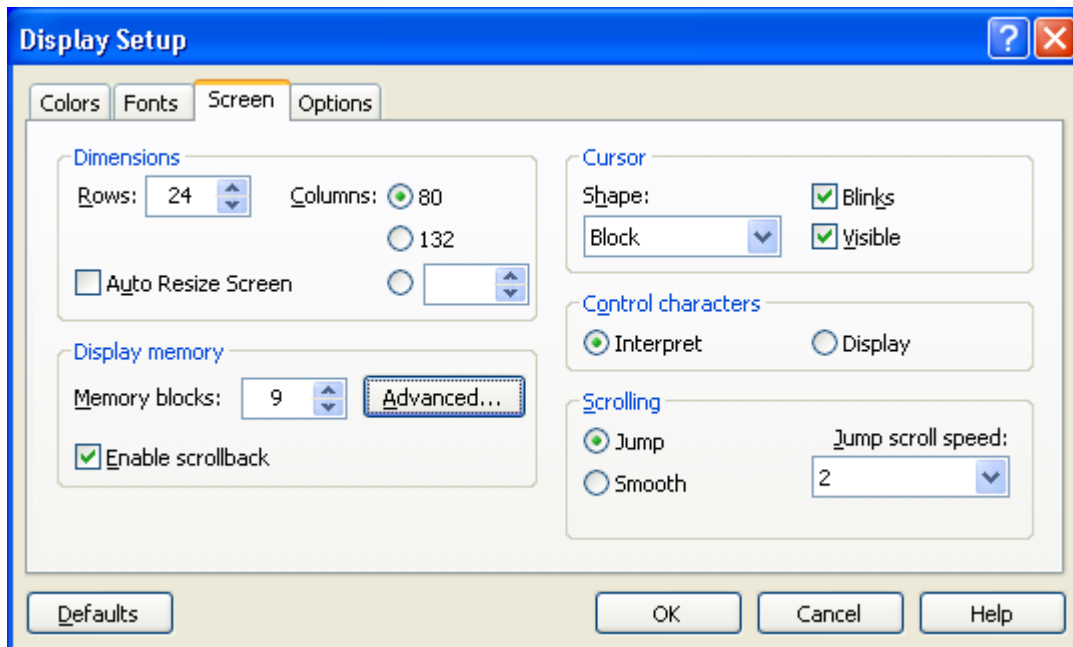 Display Setup
Colors Fonts Screen Options
Dimensions
Rows: 24 Columns: 80
132
Auto Resize Screen
Display memory
Memory blocks: 9 Advanced...
Enable scrollback
Cursor
Shape: Blinks
Block Visible
Control characters
Interpret Display
Scrolling
Jump Jump scroll speed:
Smooth 2
Defaults OK Cancel Help